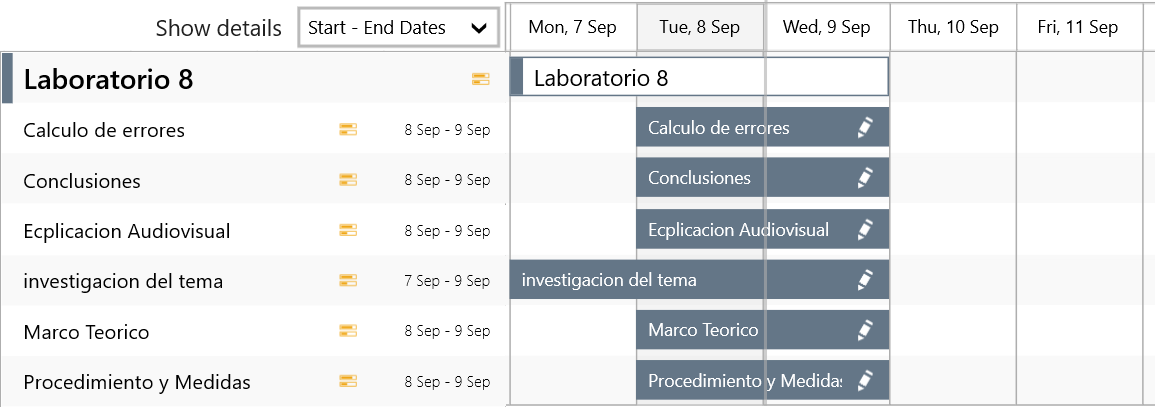 Show details Start - End Dates Mon, 7 Sep Tue, 8 Sep Wed, 9 Sep Thu, 10 Sep Fri, 11 Sep
Laboratorio 8 Laboratorio 8
Calculo de errores 8 Sep - 9 Sep Calculo de errores
Conclusiones 8 Sep - 9 Sep Conclusiones
Ecplicacion Audiovisual 8 Sep - 9 Sep Ecplicacion Audiovisual
investigacion del tema 7 Sep - 9 Sep investigacion del tema
Marco Teorico 8 Sep - 9 Sep Marco Teorico
Procedimiento y Medidas 8 Sep - 9 Sep Procedimiento y Medidas